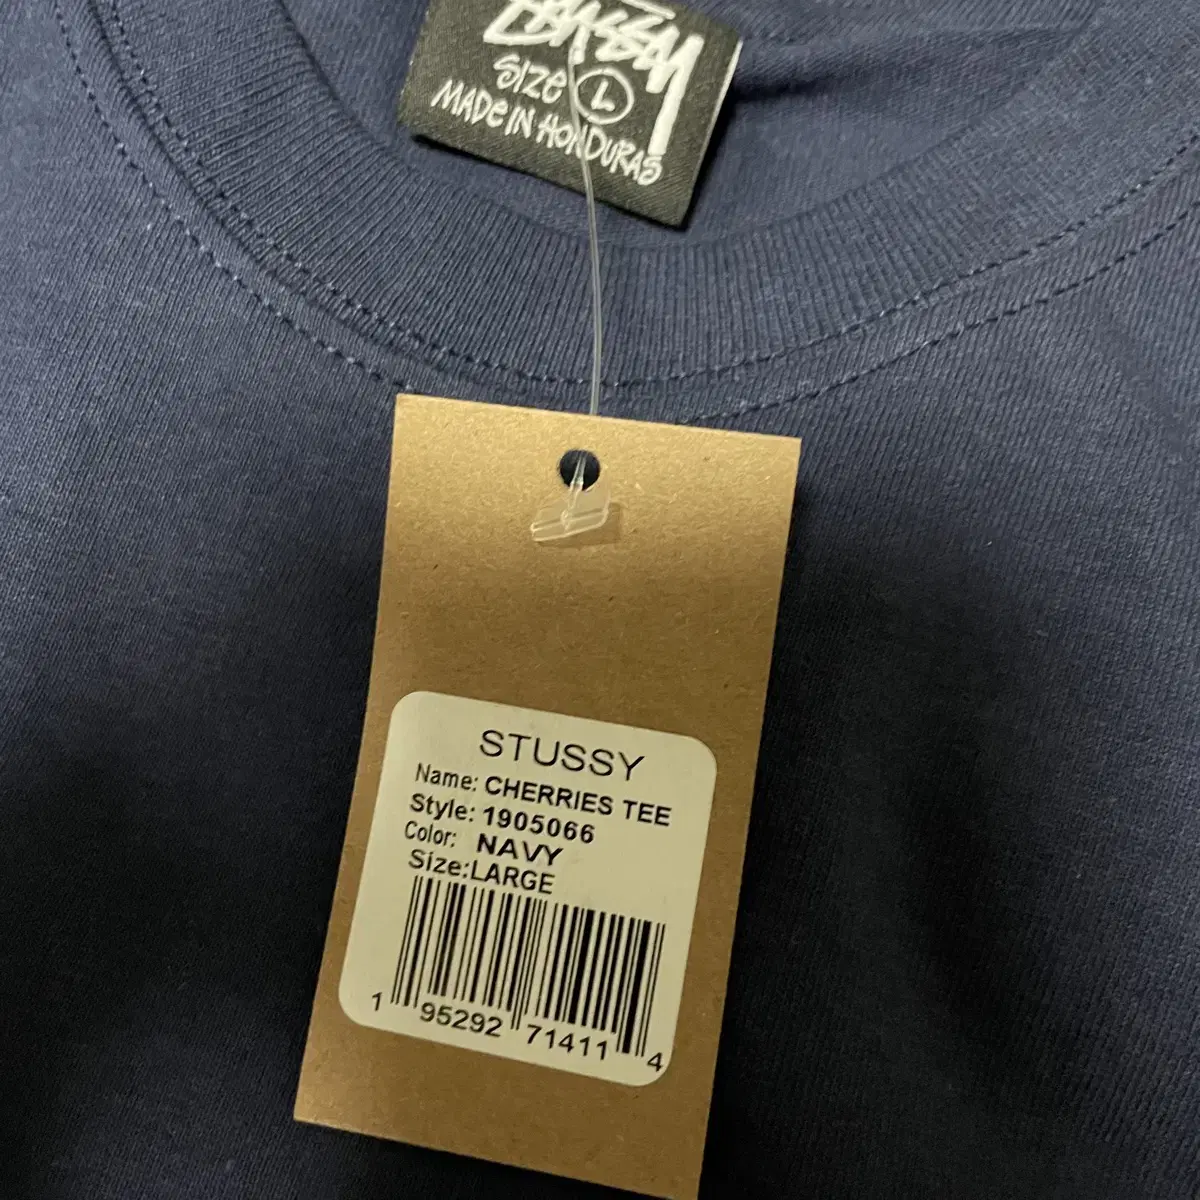 STÜSSY
SIZE L
MADE IN HONDURAS
STUSSY
Name: CHERRIES TEE
Style: 1905066
Color: NAVY
Size:LARGE
1 95292 71411 4